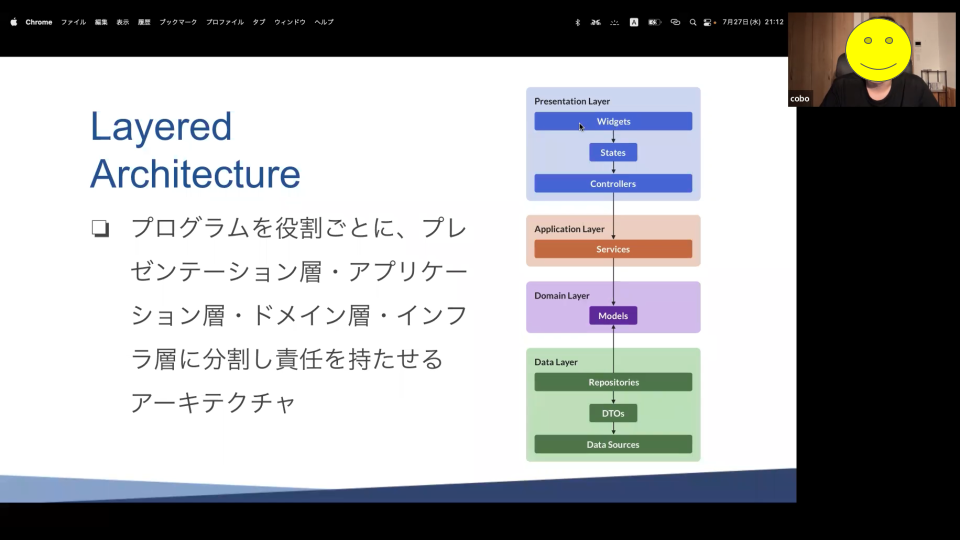 Chrome ファイル 編集 表示 履歴 ブックマーク プロファイル タブ ウィンドウ ヘルプ
A
7月27日(水) 21:12
cobo
Layered
Architecture
プログラムを役割ごとに、プレ
ゼンテーション層・アプリケー
ション層・ドメイン層・インフ
ラ層に分割し責任を持たせる
アーキテクチャ
Presentation Layer
Widgets
States
Controllers
Application Layer
Services
Domain Layer
Models
Data Layer
Repositories
DTOs
Data Sources